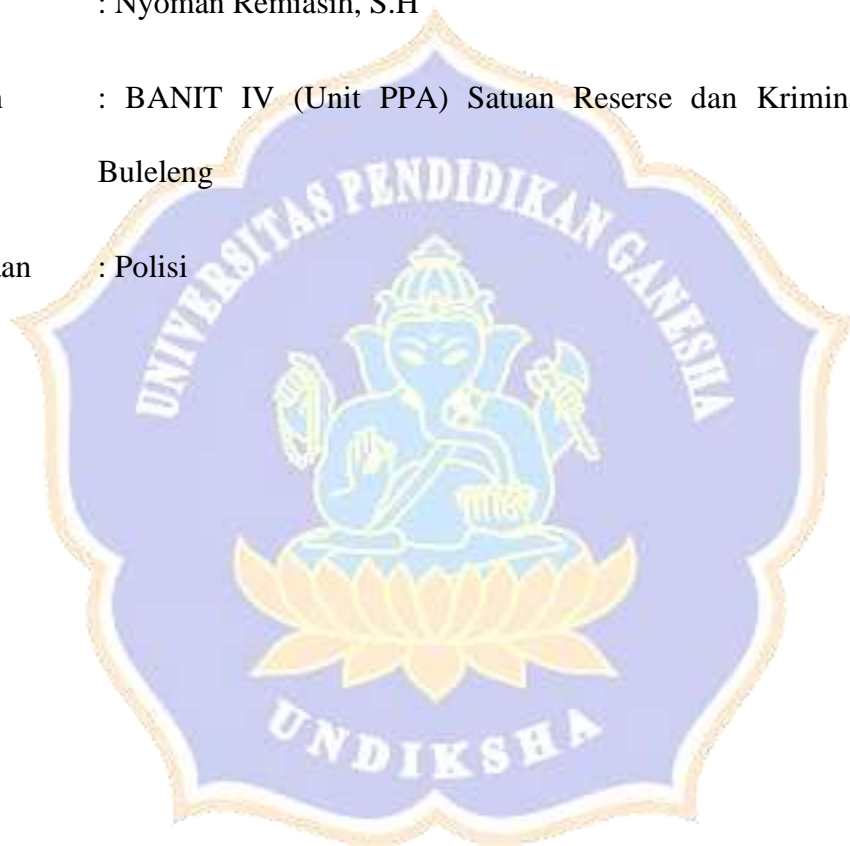 : Nyoman Remiasih, S.H
: BANIT IV (Unit PPA) Satuan Reserse dan Krimin
Buleleng
: Polisi
UNIVERSITAS PENDIDIKAN GANESHA
UNDIKSHA